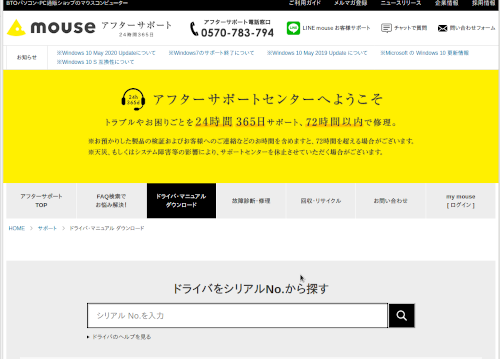 BTOパソコン・PC通販ショップのマウスコンピューター
ご利用ガイド メルマガ登録 ニュースリリース 企業情報 採用情報
mouse アフターサポート 24時間365日
アフターサポート電話窓口
0570-783-794
LINE mouse お客様サポート チャットで質問 問い合わせフォーム
お知らせ
※Windows 10 May 2020 Updateについて ※Windows7のサポート終了について ※Windows 10 May 2019 Update について ※Microsoft の Windows 10 更新情報
※Windows 10 S 互換性について
24h 365d アフターサポートセンターへようこそ
トラブルやお困りごとを24時間365日サポート、72時間以内で修理。
※お預かりした製品の検証およびお客様へのご連絡などのお時間を含めますと、72時間を超える場合がございます。
※天災、もしくはシステム障害等の影響により、サポートセンターを休止させていただく場合がございます。
アフターサポート TOP
FAQ検索で お悩み解決!
ドライバ・マニュアル ダウンロード
故障診断・修理
回収・リサイクル
お問い合わせ
my mouse [ ログイン ]
HOME > サポート > ドライバ・マニュアル ダウンロード
ドライバをシリアルNo.から探す
シリアル No.を入力
ドライバのヘルプを見る